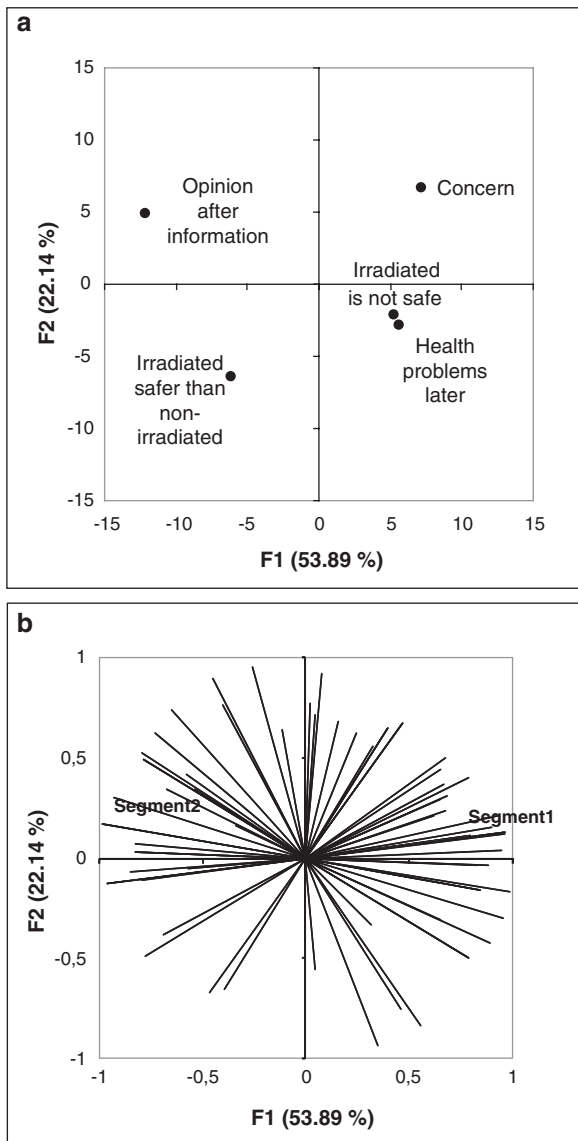 a
15
10
5
0
-5
-10
-15
-15
-10
-5
0
5
10
15
F2 (22.14 %)
F1 (53.89 %)
Opinion
after
information
Concern
Irradiated
is not safe
Health
problems
later
Irradiated
safer than
non-
irradiated
b
1
0,5
0
-0,5
-1
-1
-0,5
0
0,5
1
F2 (22.14 %)
F1 (53.89 %)
Segment2
Segment1